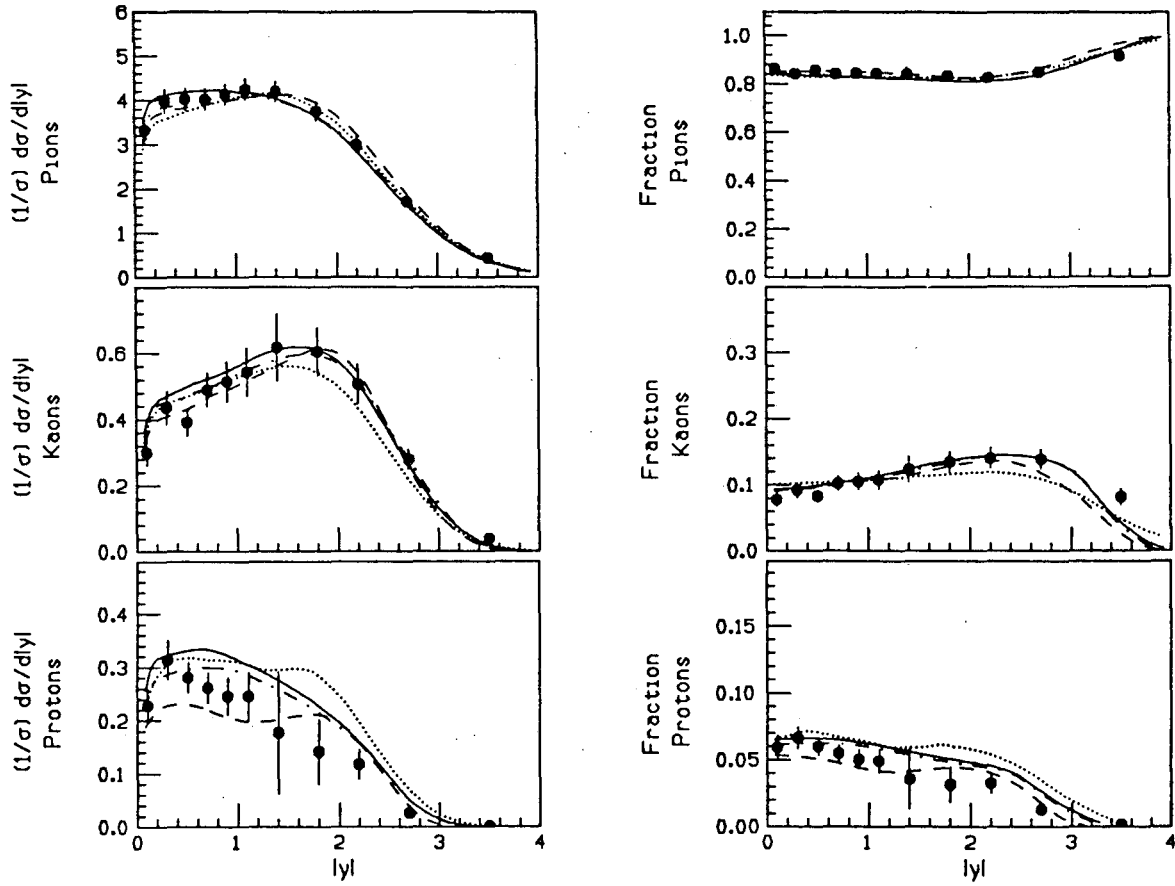 6
5
4
3
2
1
0
(1/σ) dσ/d|y|
Pions
0.6
0.4
0.2
0.0
(1/σ) dσ/d|y|
Kaons
0.4
0.3
0.2
0.1
0.0
(1/σ) dσ/d|y|
Protons
0
1
2
3
4
|y|
1.0
0.8
0.6
0.4
0.2
0.0
Fraction
Pions
0.3
0.2
0.1
0.0
Fraction
Kaons
0.15
0.10
0.05
0.00
Fraction
Protons
0
1
2
3
4
|y|